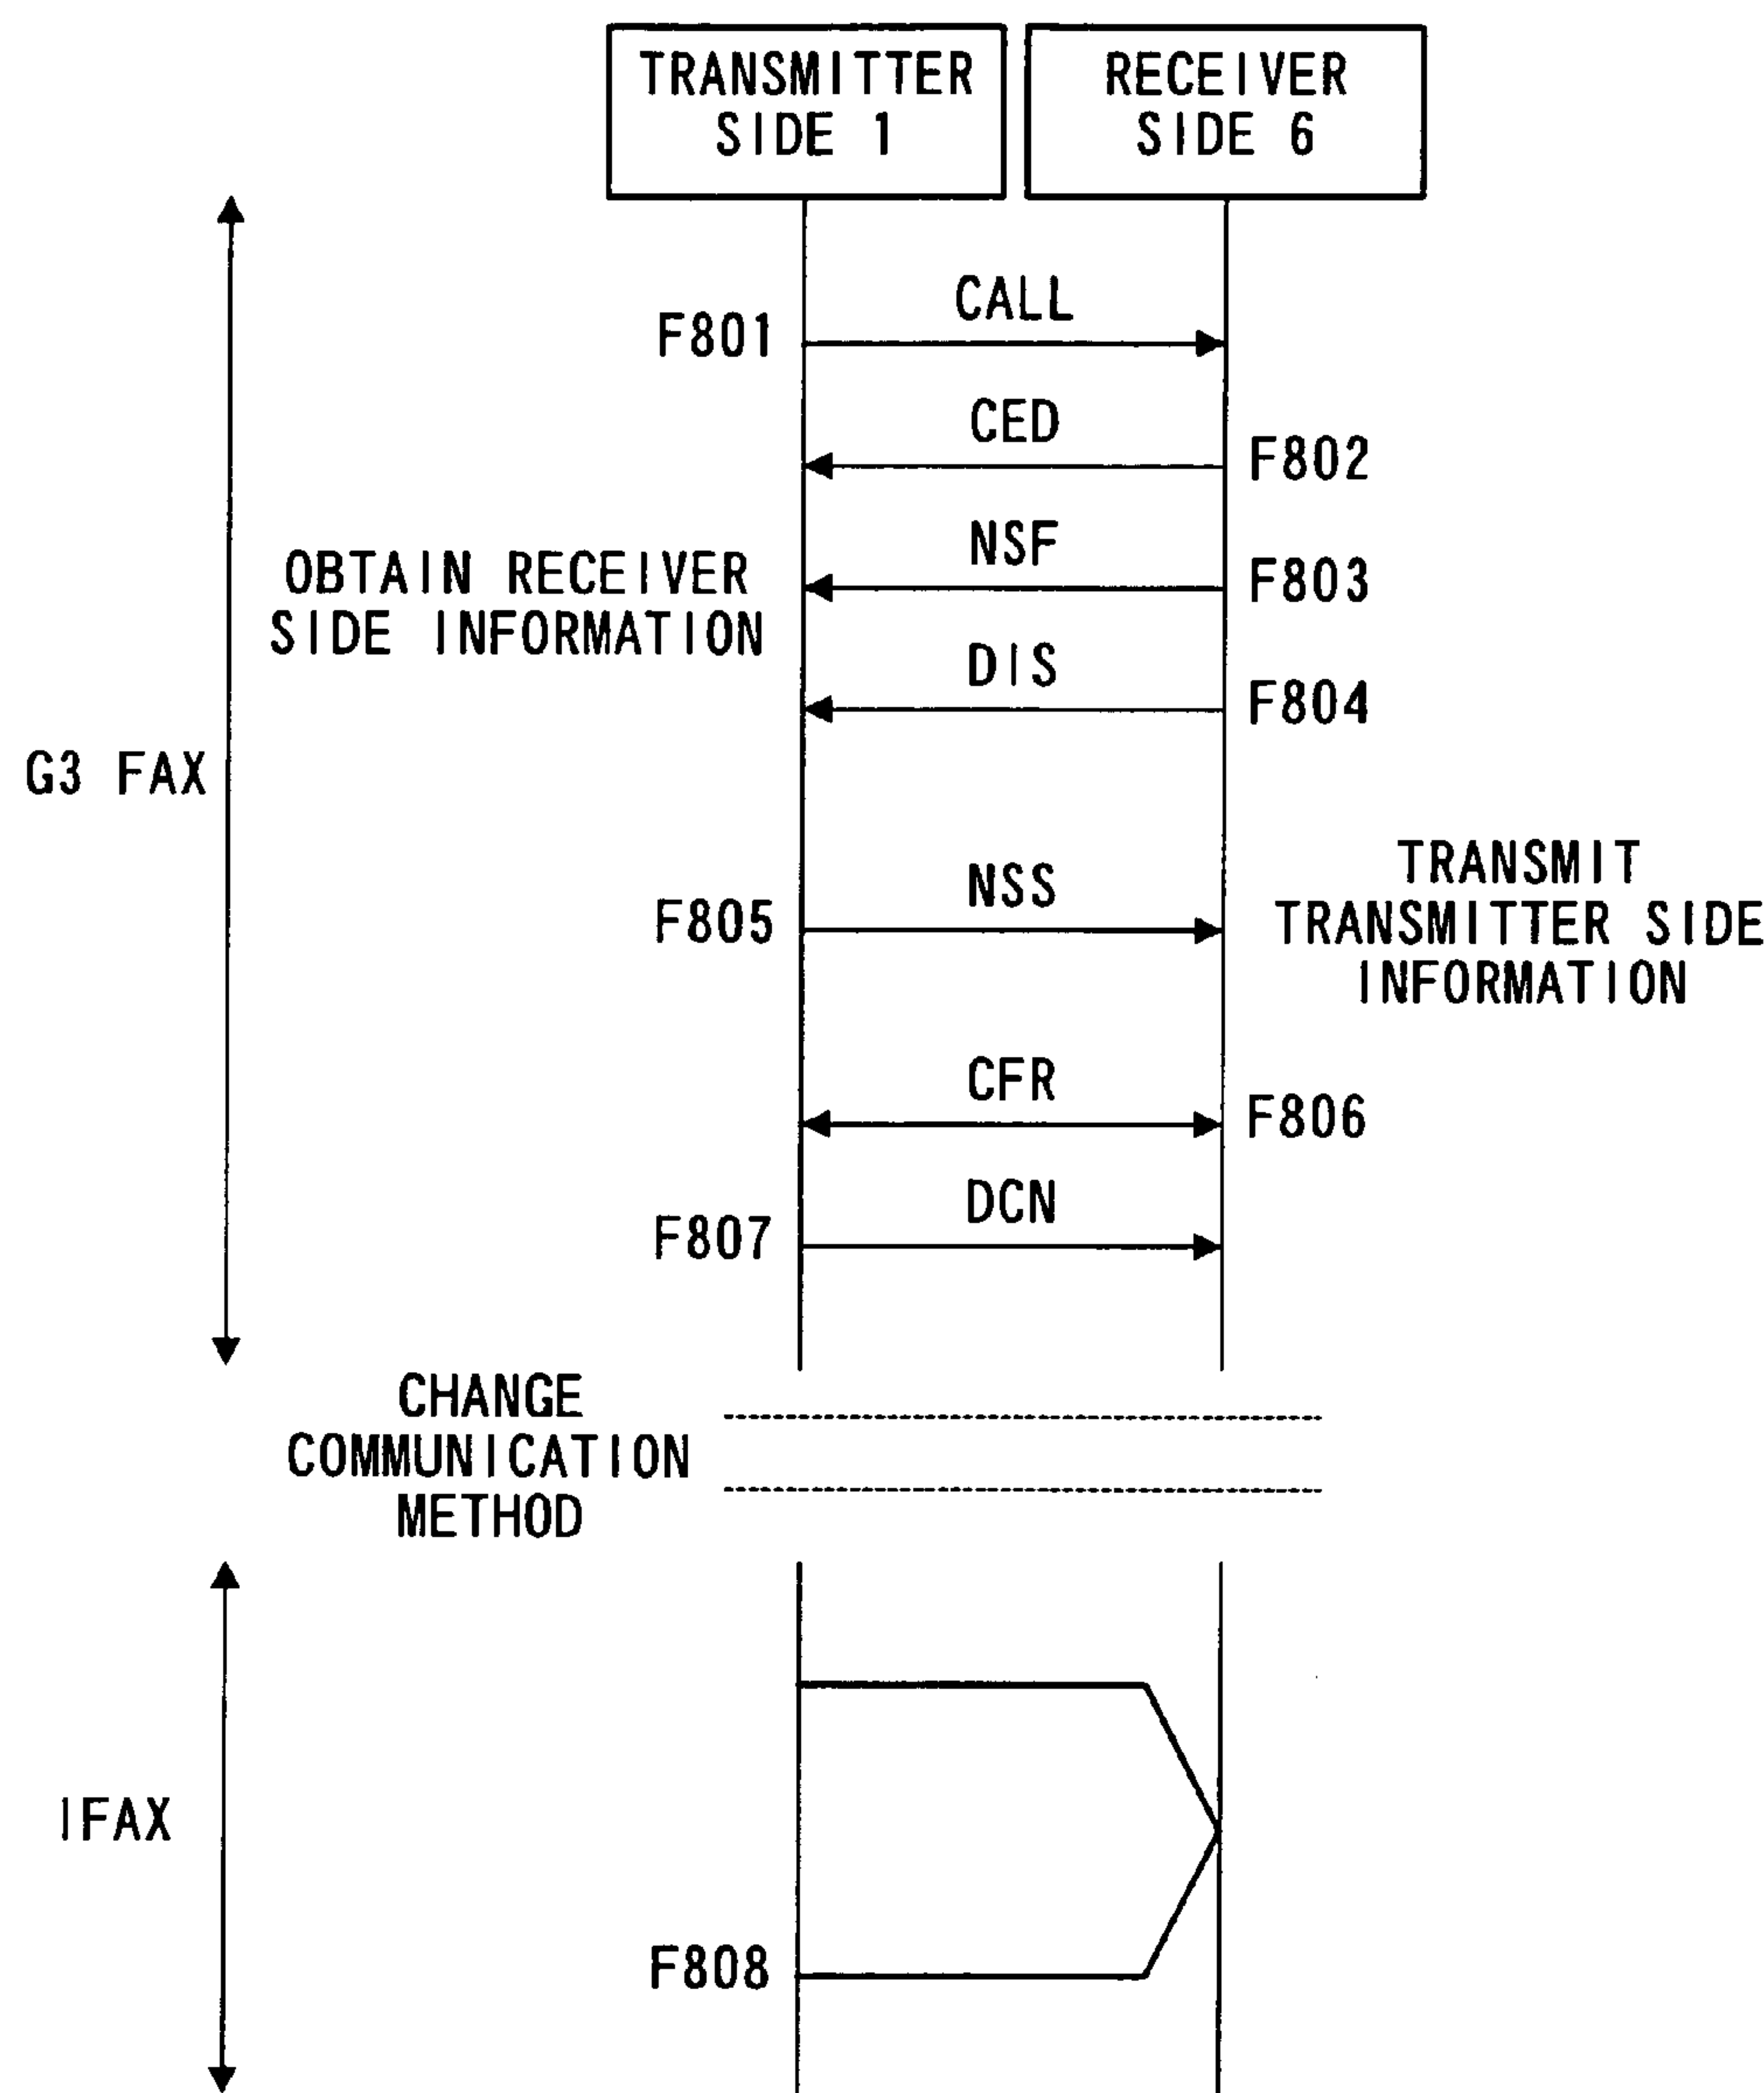 TRANSMITTER
SIDE 1
RECEIVER
SIDE 6
CALL
F801
CED
F802
NSF
F803
OBTAIN RECEIVER
SIDE INFORMATION
DIS
F804
G3 FAX
NSS
F805
TRANSMIT
TRANSMITTER SIDE
INFORMATION
CFR
F806
DCN
F807
CHANGE
COMMUNICATION
METHOD
IFAX
F808